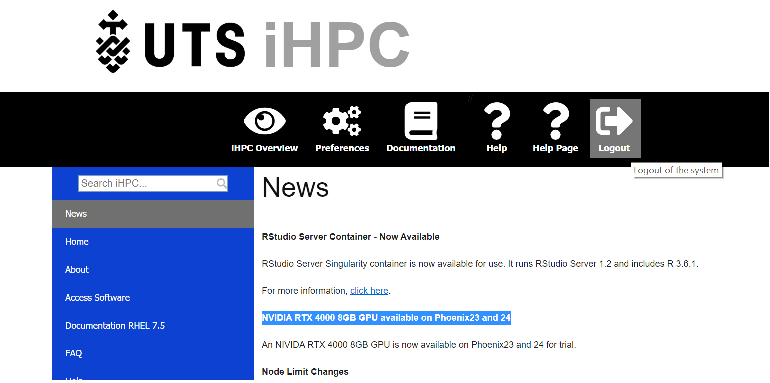 UTS iHPC
iHPC Overview
Preferences
Documentation
Help
Help Page
Logout
Logout of the system
Search iHPC...
News
Home
About
Access Software
Documentation RHEL 7.5
FAQ
News
RStudio Server Container - Now Available
RStudio Server Singularity container is now available for use. It runs RStudio Server 1.2 and includes R 3.6.1.
For more information, click here.
NVIDIA RTX 4000 8GB GPU available on Phoenix23 and 24
An NIVIDIA RTX 4000 8GB GPU is now available on Phoenix23 and 24 for trial.
Node Limit Changes